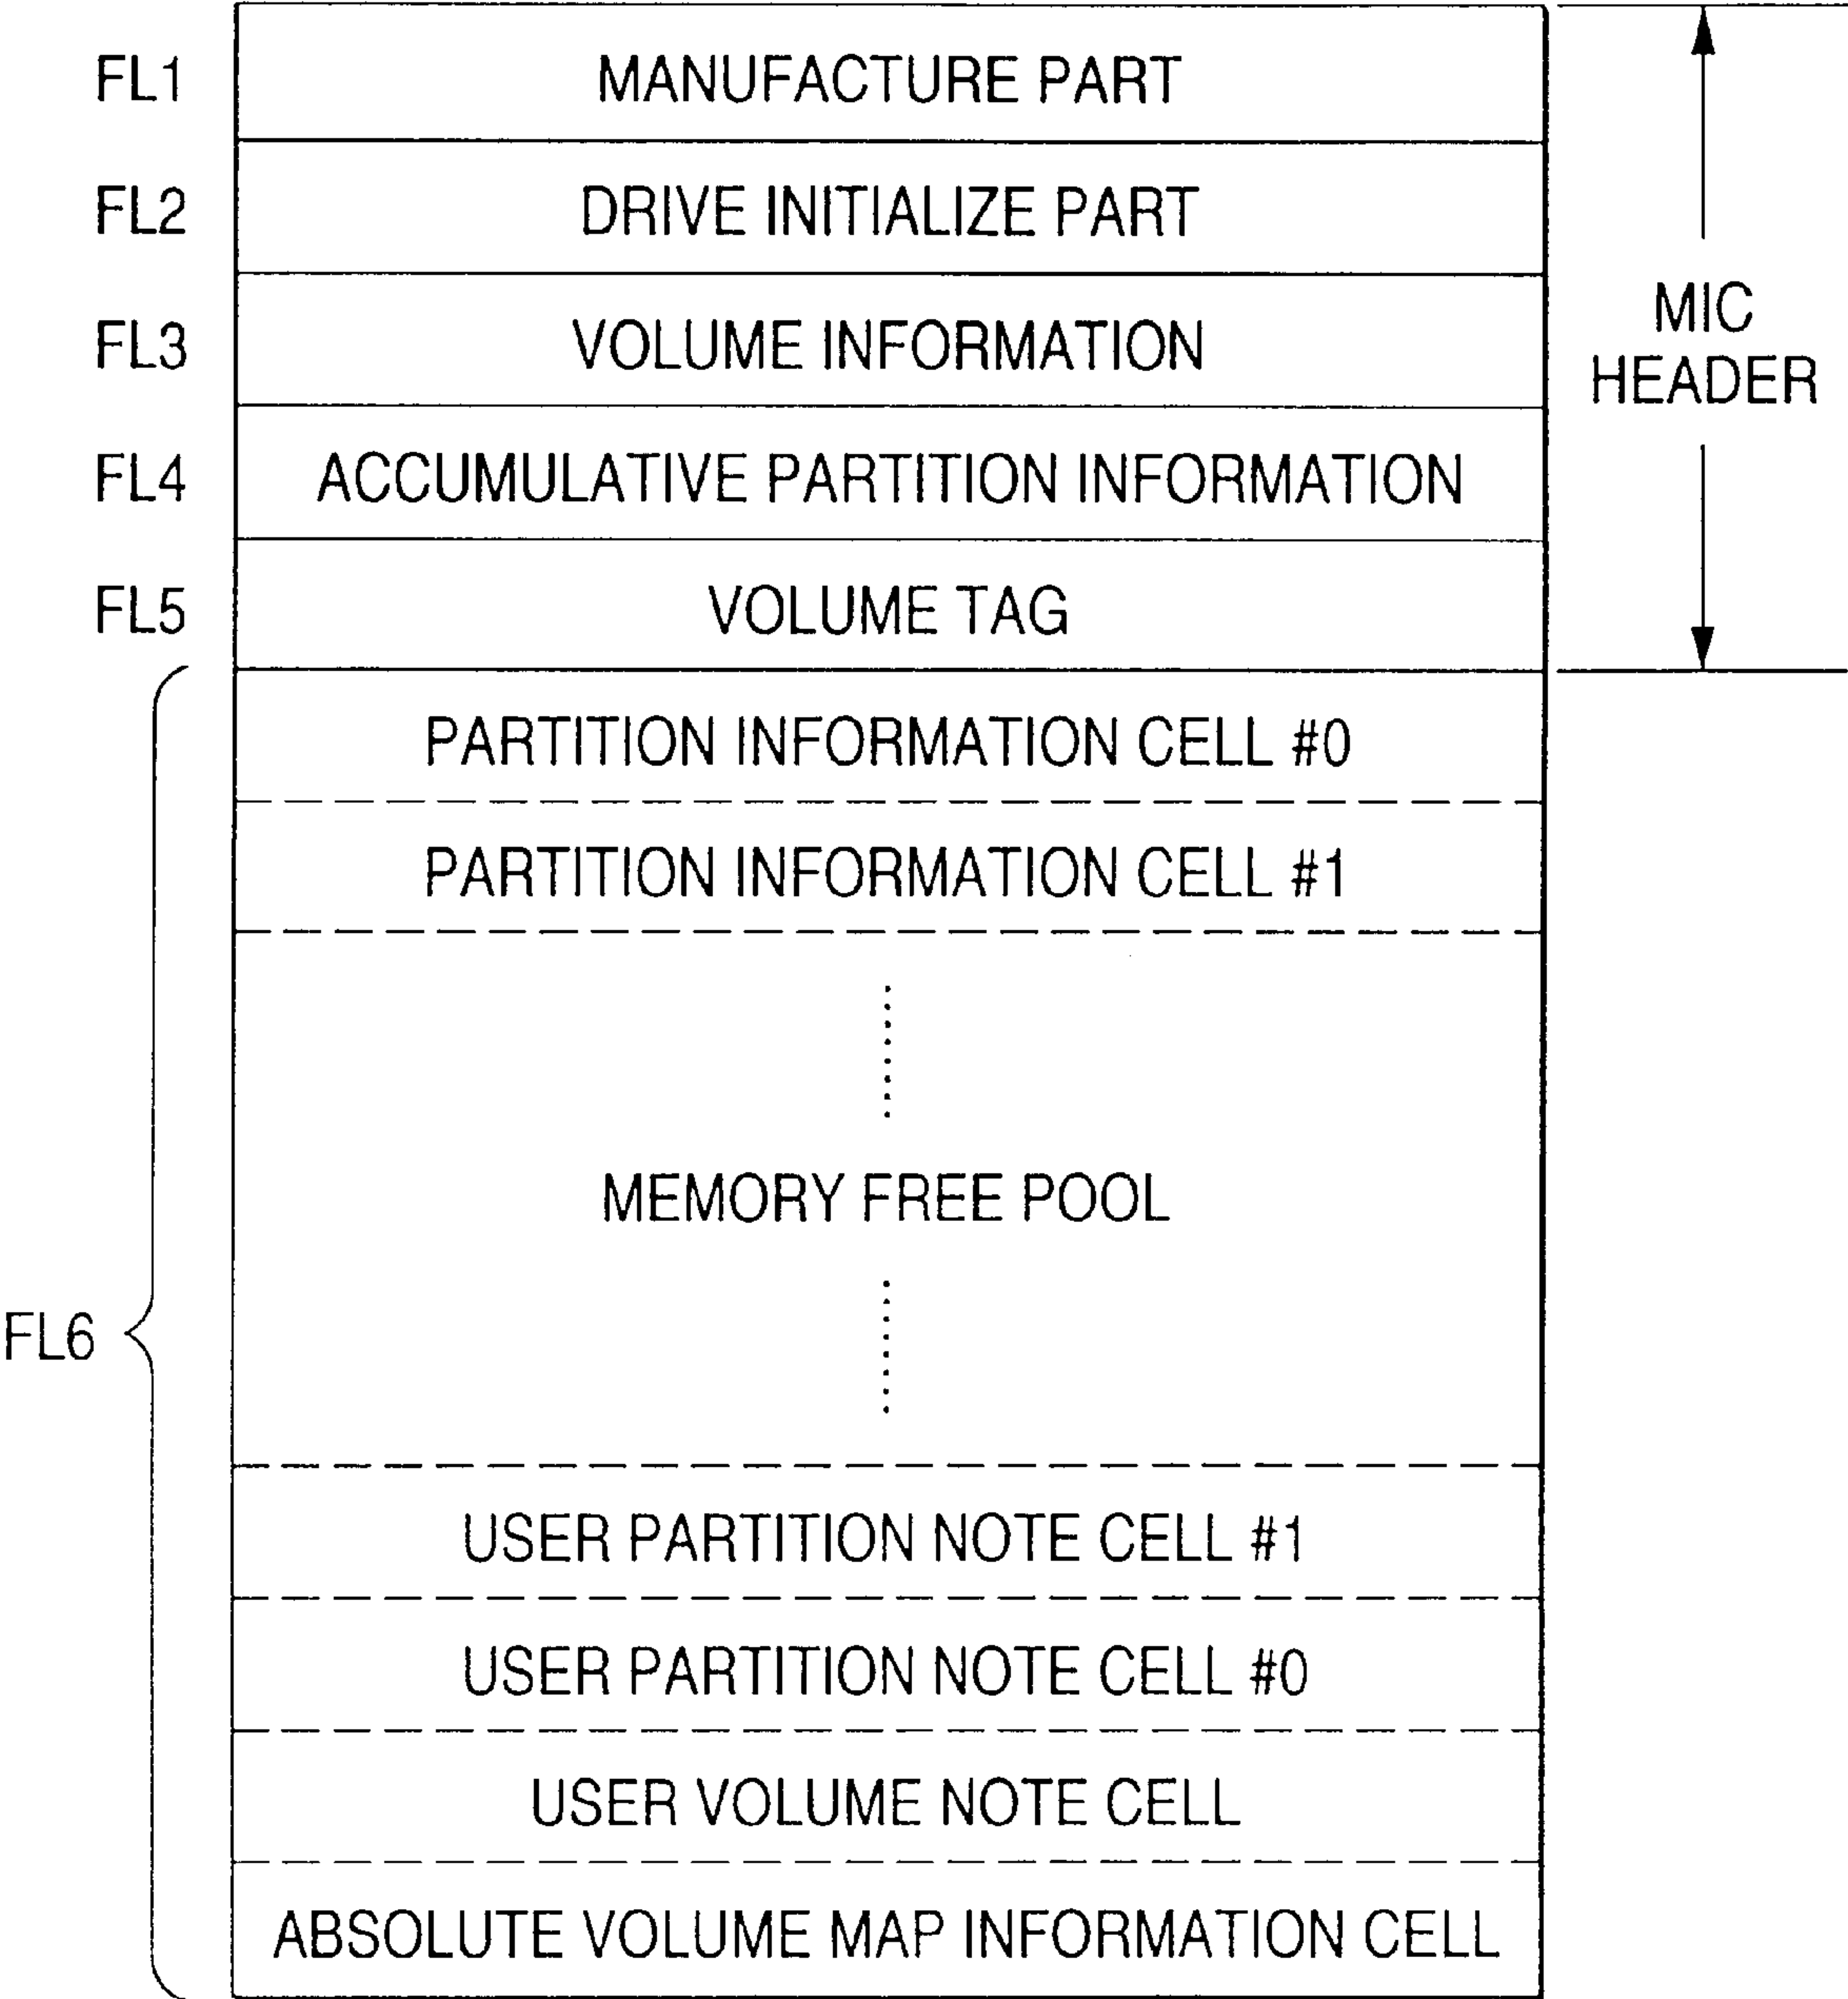 FL1 MANUFACTURE PART
FL2 DRIVE INITIALIZE PART
FL3 VOLUME INFORMATION
MIC
HEADER
FL4 ACCUMULATIVE PARTITION INFORMATION
FL5 VOLUME TAG
PARTITION INFORMATION CELL #0
PARTITION INFORMATION CELL #1
MEMORY FREE POOL
FL6
USER PARTITION NOTE CELL #1
USER PARTITION NOTE CELL #0
USER VOLUME NOTE CELL
ABSOLUTE VOLUME MAP INFORMATION CELL